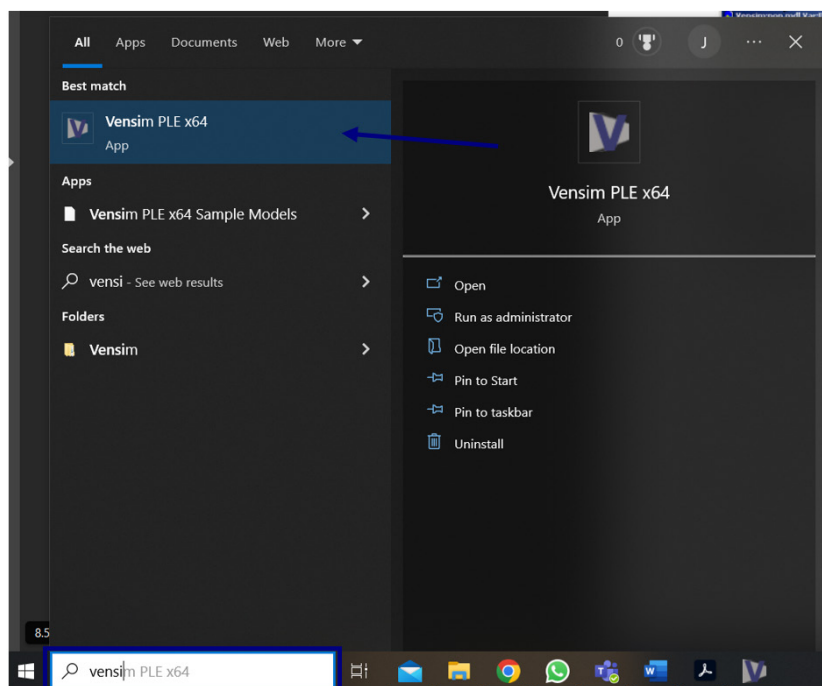 All Apps Documents Web More
0 J ...
Best match
Vensim PLE x64
App
Apps
Vensim PLE x64 Sample Models
Search the web
vensi - See web results
Folders
Vensim
Vensim PLE x64
App
Open
Run as administrator
Open file location
Pin to Start
Pin to taskbar
Uninstall
8.5
vensim PLE x64